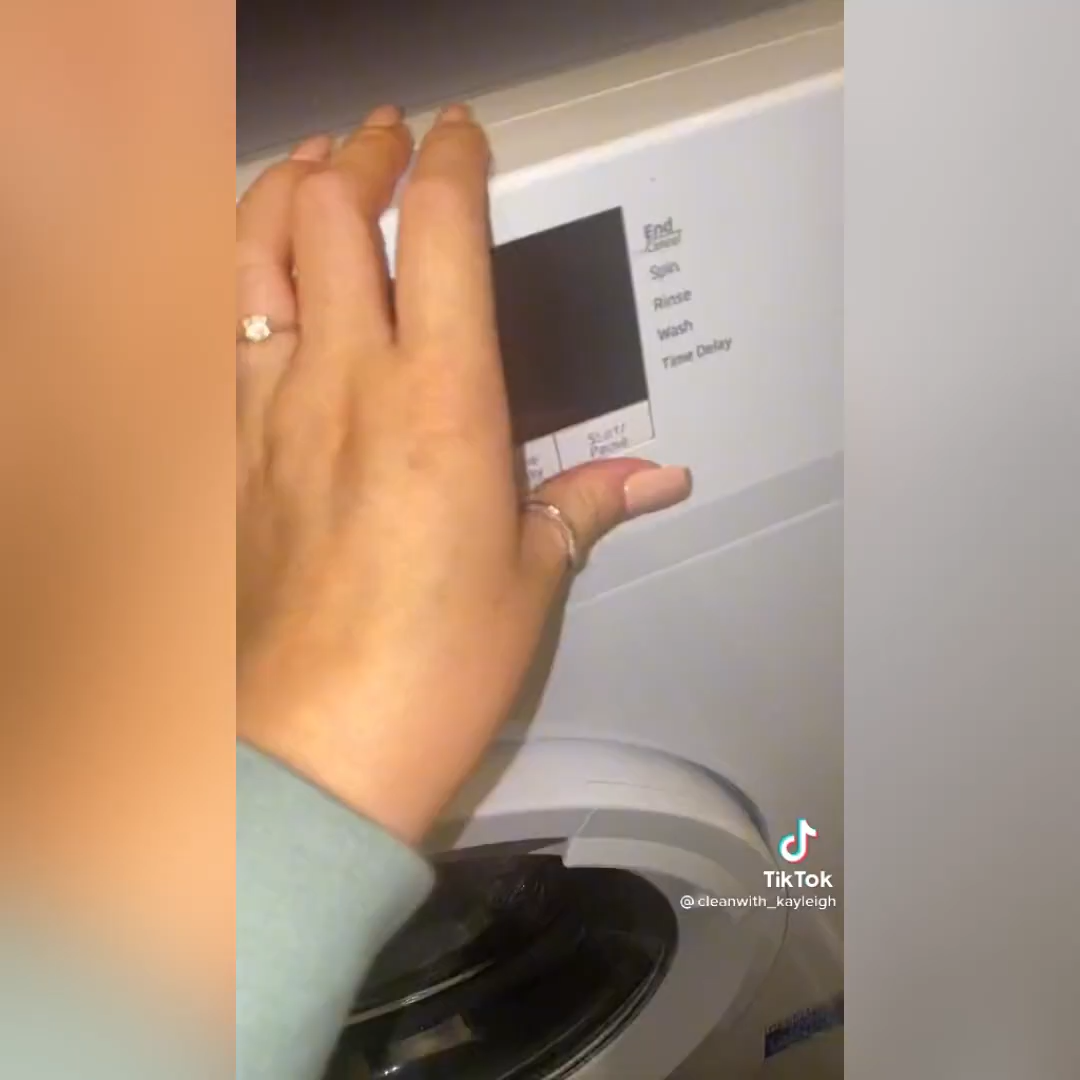 End
Cancel
Spin
Rinse
Wash
Time Delay
Start/
Pause
TikTok
@cleanwith_kayleigh